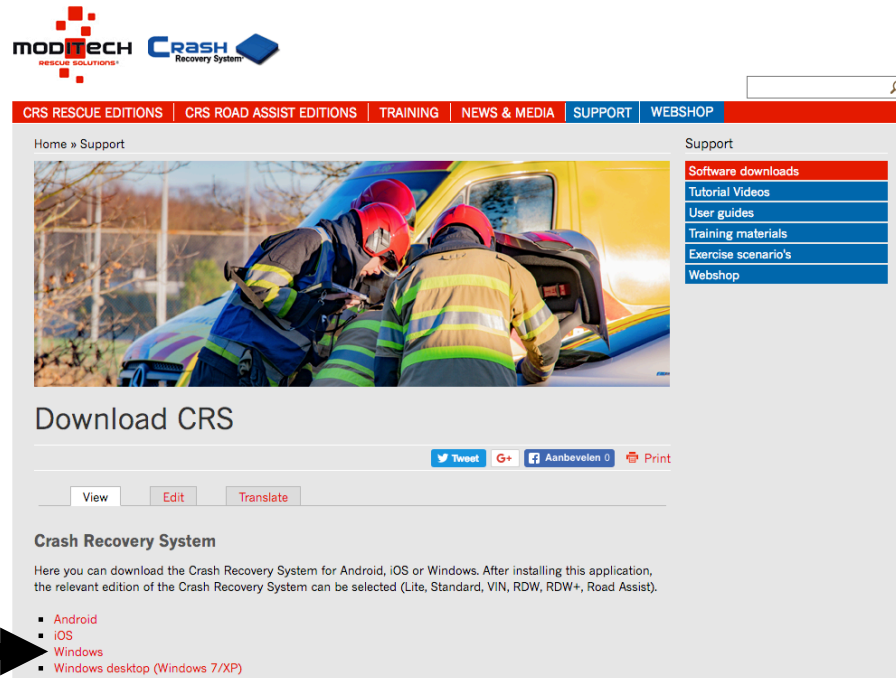 MODITECH
RESCUE SOLUTIONS
CRASH
Recovery System
CRS RESCUE EDITIONS
CRS ROAD ASSIST EDITIONS
TRAINING
NEWS & MEDIA
SUPPORT
WEBSHOP
Home » Support
Support
Software downloads
Tutorial Videos
User guides
Training materials
Exercise scenario's
Webshop
Download CRS
Tweet
G+
Aanbevelen 0
Print
View
Edit
Translate
Crash Recovery System
Here you can download the Crash Recovery System for Android, iOS or Windows. After installing this application,
the relevant edition of the Crash Recovery System can be selected (Lite, Standard, VIN, RDW, RDW+, Road Assist).
Android
iOS
Windows
Windows desktop (Windows 7/XP)